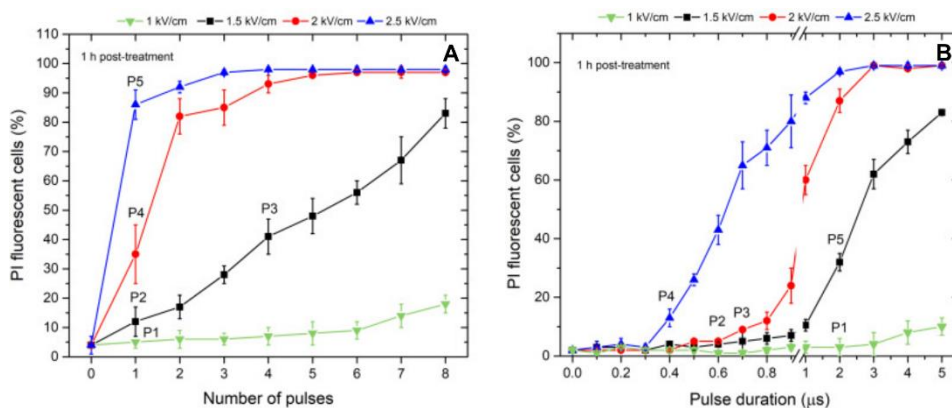 1 kV/cm 1.5 kV/cm 2 kV/cm 2.5 kV/cm
A
1 h post-treatment
PI fluorescent cells (%)
110
100
90
80
70
60
50
40
30
20
10
0
P5
P4
P3
P2
P1
0 1 2 3 4 5 6 7 8
Number of pulses
1 kV/cm 1.5 kV/cm 2 kV/cm 2.5 kV/cm
B
1 h post-treatment
PI fluorescent cells (%)
100
80
60
40
20
0
P5
P4
P2 P3
P1
0.0 0.2 0.4 0.6 0.8 1 2 3 4 5
Pulse duration (μs)